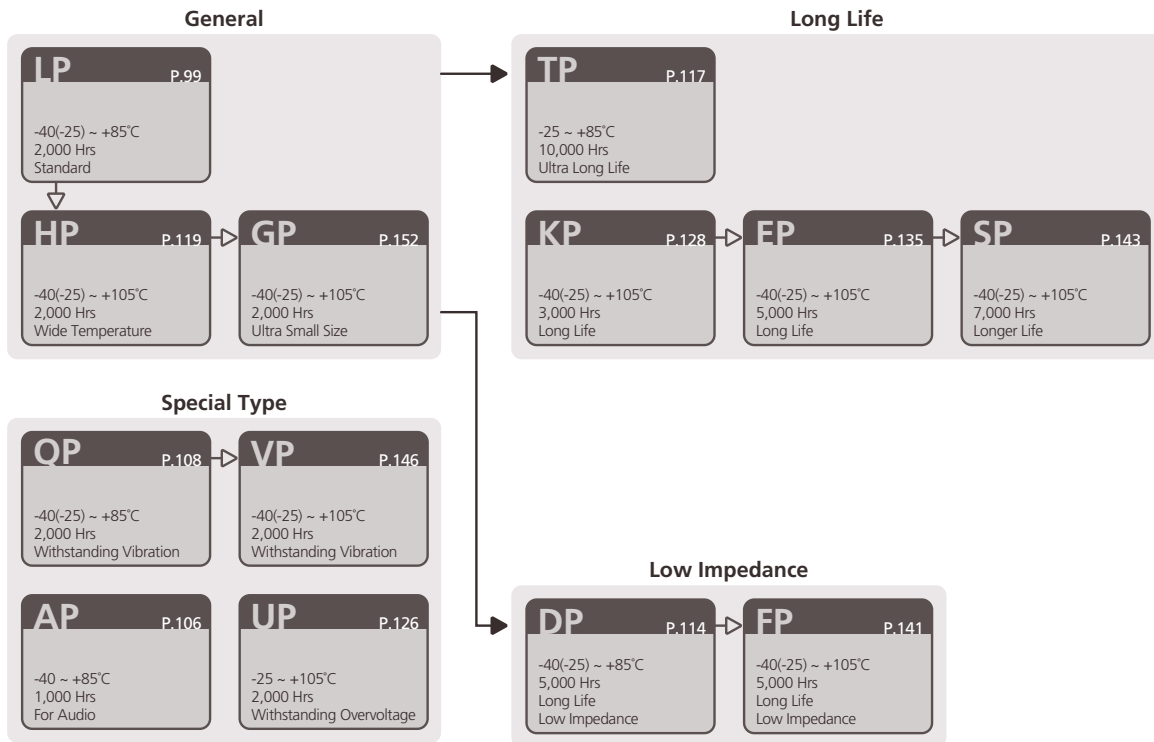 General
LP P.99
-40(-25) ~ +85°C
2,000 Hrs
Standard
HP P.119
-40(-25) ~ +105°C
2,000 Hrs
Wide Temperature
GP P.152
-40(-25) ~ +105°C
2,000 Hrs
Ultra Small Size
Long Life
TP P.117
-25 ~ +85°C
10,000 Hrs
Ultra Long Life
KP P.128
-40(-25) ~ +105°C
3,000 Hrs
Long Life
EP P.135
-40(-25) ~ +105°C
5,000 Hrs
Long Life
SP P.143
-40(-25) ~ +105°C
7,000 Hrs
Longer Life
Special Type
QP P.108
-40(-25) ~ +85°C
2,000 Hrs
Withstanding Vibration
VP P.146
-40(-25) ~ +105°C
2,000 Hrs
Withstanding Vibration
AP P.106
-40 ~ +85°C
1,000 Hrs
For Audio
UP P.126
-25 ~ +105°C
2,000 Hrs
Withstanding Overvoltage
Low Impedance
DP P.114
-40(-25) ~ +85°C
5,000 Hrs
Long Life
Low Impedance
FP P.141
-40(-25) ~ +105°C
5,000 Hrs
Long Life
Low Impedance